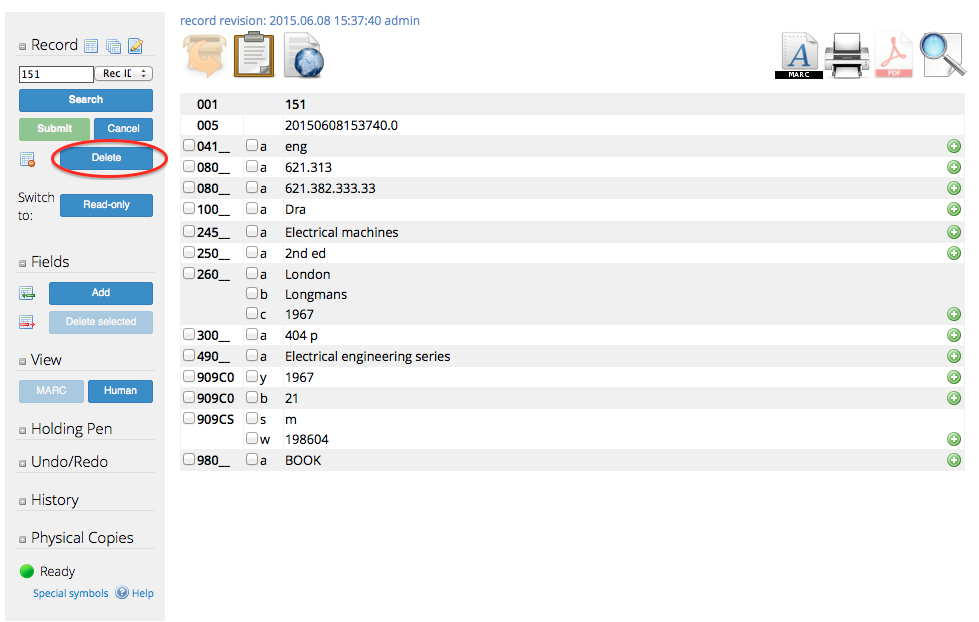 record revision: 2015.06.08 15:37:40 admin
Record
151 Rec ID
Search
Submit Cancel
Delete
Switch to:
Read-only
Fields
Add
Delete selected
View
MARC Human
Holding Pen
Undo/Redo
History
Physical Copies
Ready
Special symbols Help
A
MARC
PDF
001 151
005 20150608153740.0
041__ a eng
080__ a 621.313
080__ a 621.382.333.33
100__ a Dra
245__ a Electrical machines
250__ a 2nd ed
260__ a London
b Longmans
c 1967
300__ a 404 p
490__ a Electrical engineering series
909C0 y 1967
909C0 b 21
909CS s m
w 198604
980__ a BOOK